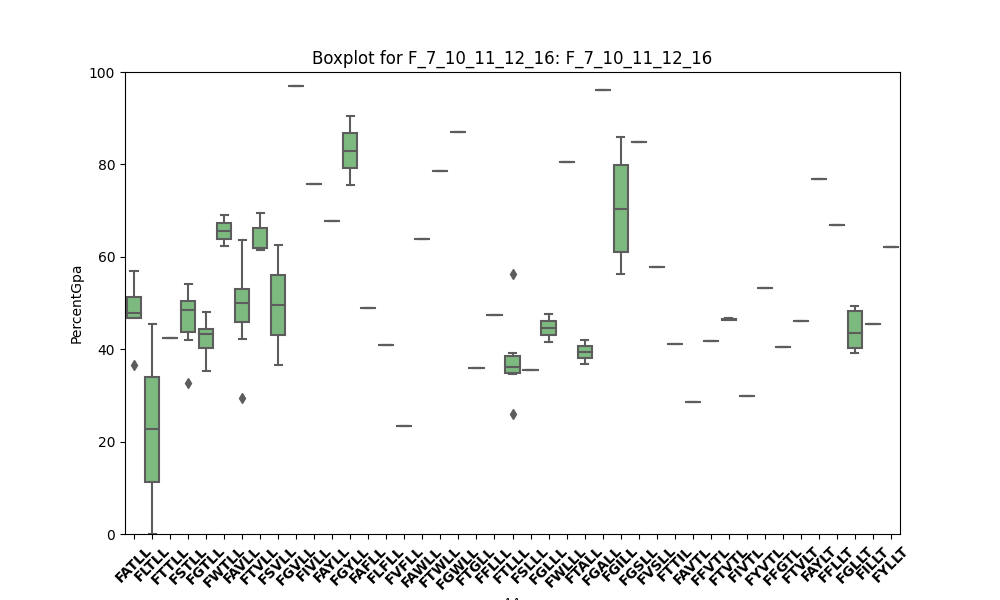 Boxplot for F_7_10_11_12_16: F_7_10_11_12_16
PercentGpa
100
80
60
40
20
0
FATLL
FLTLL
FTTLL
FSTLL
FGTLL
FWTLL
FAVLL
FTVLL
FSVLL
FGVLL
FIVLL
FAYLL
FGYLL
FAFLL
FLFLL
FVFLL
FAWLL
FTWLL
FGWLL
FTGLL
FFLLL
FTLLL
FSLLL
FGLLL
FWLLL
FTALL
FGALL
FGILL
FGSLL
FVSLL
FTTIL
FAVTL
FFVTL
FTVTL
FIVTL
FYVTL
FFGTL
FTVLT
FAYLT
FFLLT
FGLLT
FILLT
FYLLT